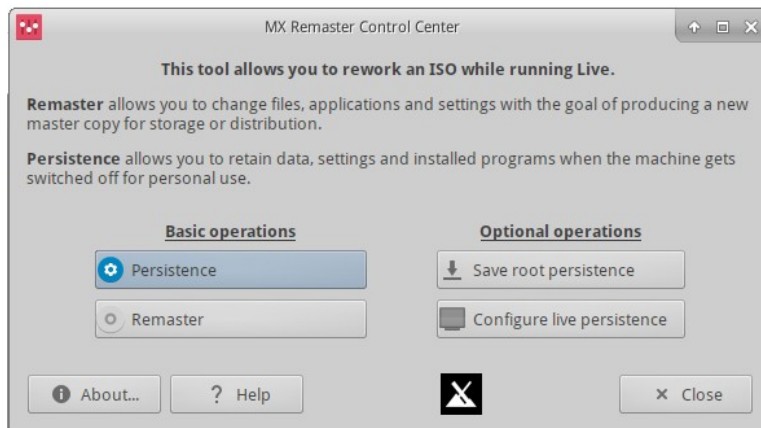 MX Remaster Control Center
This tool allows you to rework an ISO while running Live.
Remaster allows you to change files, applications and settings with the goal of producing a new
master copy for storage or distribution.
Persistence allows you to retain data, settings and installed programs when the machine gets
switched off for personal use.
Basic operations
Optional operations
Persistence
Save root persistence
Remaster
Configure live persistence
About...
? Help
Close